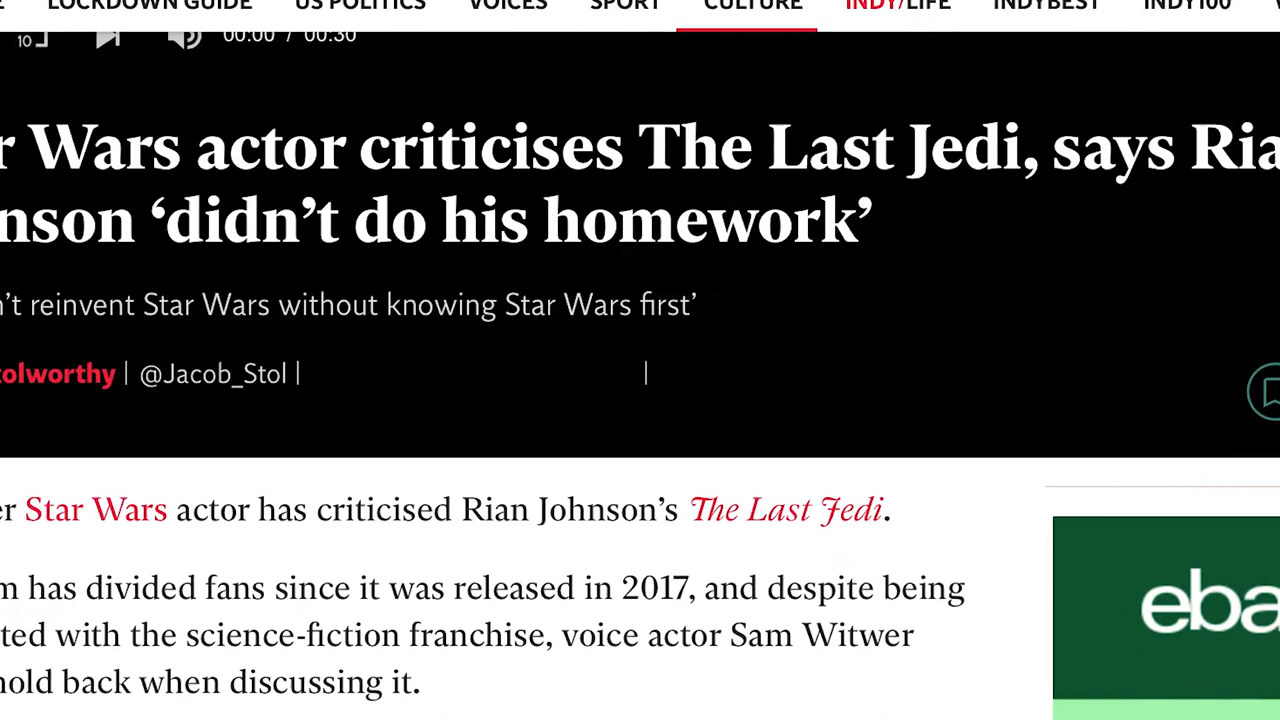 LOCKDOWN GUIDE US POLITICS VOICES SPORT CULTURE INDY/LIFE INDYBEST INDY100
10 00:00 / 00:30
r Wars actor criticises The Last Jedi, says Ria
nson ‘didn’t do his homework’
n’t reinvent Star Wars without knowing Star Wars first’
tolworthy | @Jacob_Stol | |
er Star Wars actor has criticised Rian Johnson’s The Last Jedi.
m has divided fans since it was released in 2017, and despite being
ted with the science-fiction franchise, voice actor Sam Witwer
hold back when discussing it.
eba